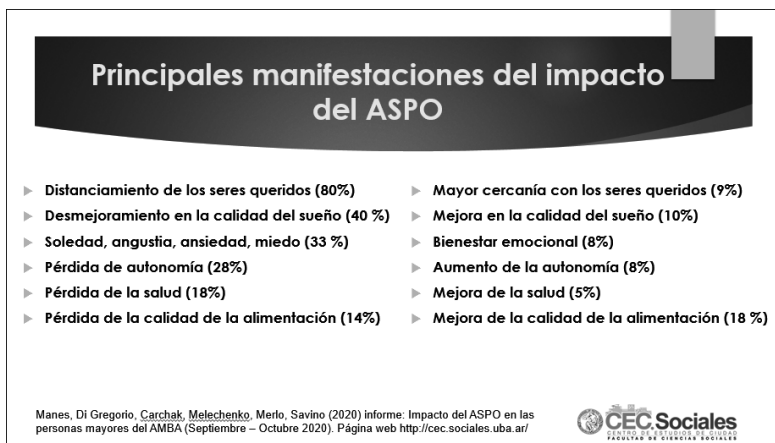 Principales manifestaciones del impacto
del ASPO
Distanciamiento de los seres queridos (80%)
Desmejoramiento en la calidad del sueño (40 %)
Soledad, angustia, ansiedad, miedo (33 %)
Pérdida de autonomía (28%)
Pérdida de la salud (18%)
Pérdida de la calidad de la alimentación (14%)
Mayor cercanía con los seres queridos (9%)
Mejora en la calidad del sueño (10%)
Bienestar emocional (8%)
Aumento de la autonomía (8%)
Mejora de la salud (5%)
Mejora de la calidad de la alimentación (18 %)
Manes, Di Gregorio, Carchak, Melechenko, Merlo, Savino (2020) informe: Impacto del ASPO en las
personas mayores del AMBA (Septiembre – Octubre 2020). Página web http://cec.sociales.uba.ar/
CEC.Sociales
CENTRO DE ESTUDIOS DE CIUDAD
FACULTAD DE CIENCIAS SOCIALES